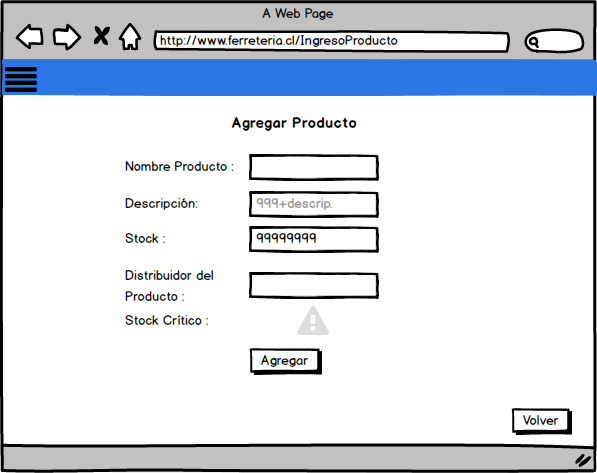 A Web Page
http://www.ferreteria.cl/IngresoProducto
Agregar Producto
Nombre Producto :
Descripción: 999+descrip.
Stock : 99999999
Distribuidor del
Producto :
Stock Crítico :
Agregar
Volver